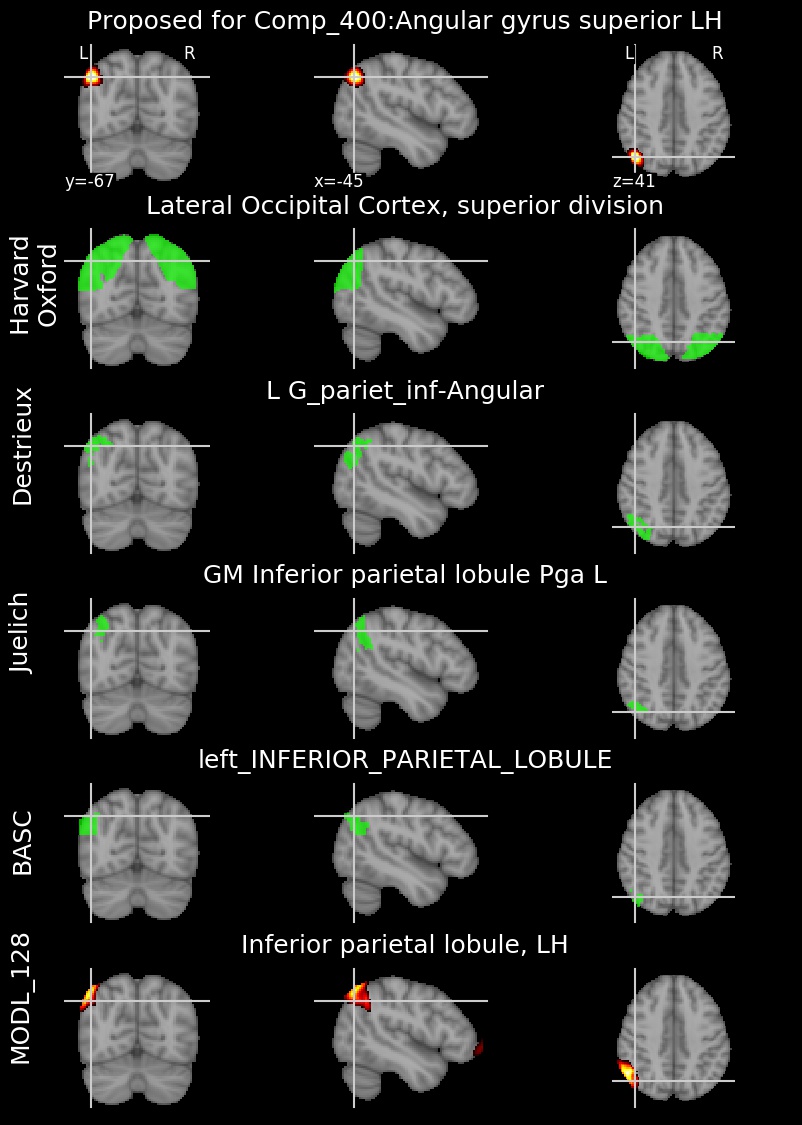 Proposed for Comp_400:Angular gyrus superior LH
L R L R
y=-67 x=-45 z=41
Lateral Occipital Cortex, superior division
Harvard
Oxford
L G_pariet_inf-Angular
Destrieux
GM Inferior parietal lobule Pga L
Juelich
left_INFERIOR_PARIETAL_LOBULE
BASC
Inferior parietal lobule, LH
MODL_128